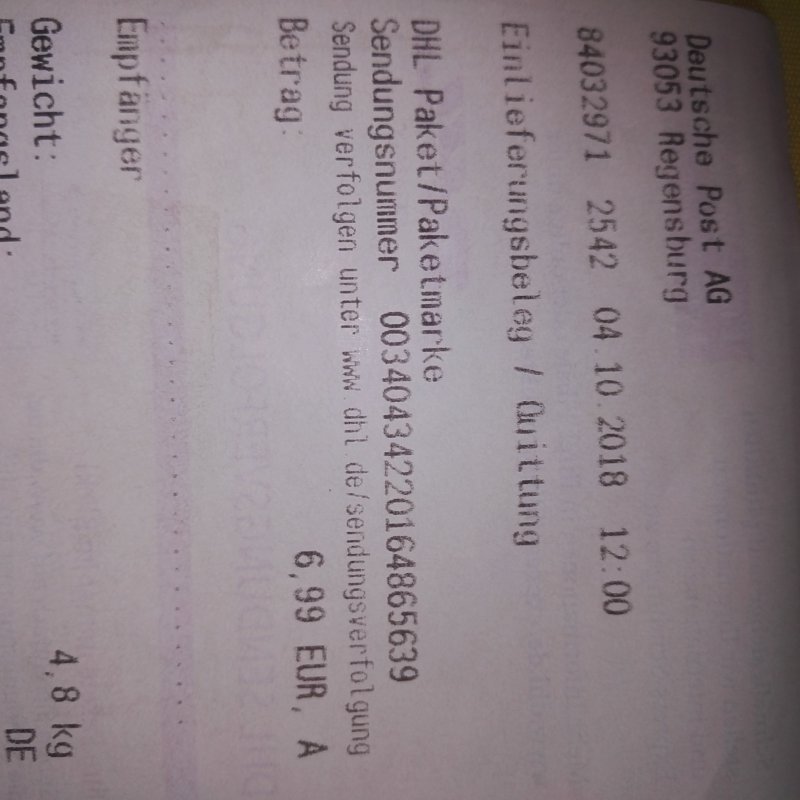 Deutsche Post AG
93053 Regensburg
84032971 2542 04.10.2018 12:00
Einlieferungsbeleg / Quittung
DHL Paket/Paketmarke
Sendungsnummer 00340434220164865639
Sendung verfolgen unter www.dhl.de/sendungsverfolgung
Betrag: 6,99 EUR, A
Empfänger
Gewicht: 4,8 kg
Empfangsland: DE